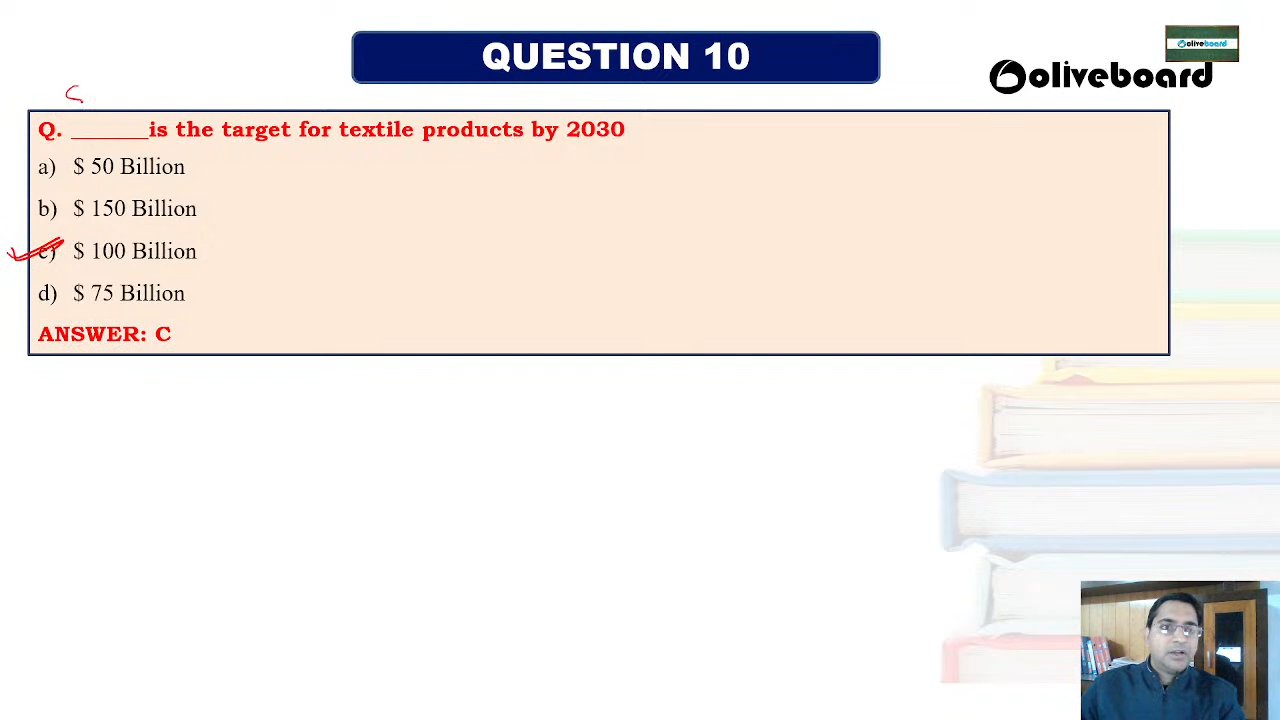 QUESTION 10
oliveboard
oliveboard
Q. _______is the target for textile products by 2030
a) $ 50 Billion
b) $ 150 Billion
c) $ 100 Billion
d) $ 75 Billion
ANSWER: C